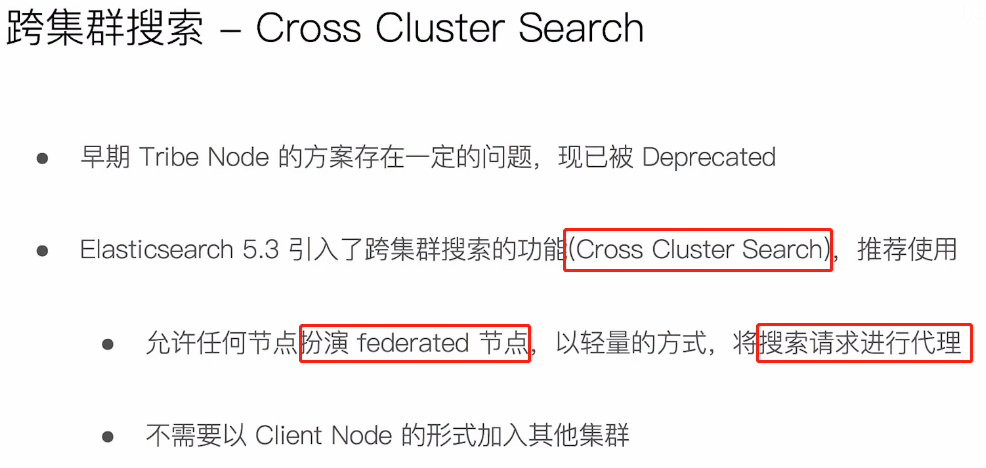 跨集群搜索 – Cross Cluster Search
● 早期 Tribe Node 的方案存在一定的问题，现已被 Deprecated
● Elasticsearch 5.3 引入了跨集群搜索的功能(Cross Cluster Search)，推荐使用
● 允许任何节点扮演 federated 节点，以轻量的方式，将搜索请求进行代理
● 不需要以 Client Node 的形式加入其他集群